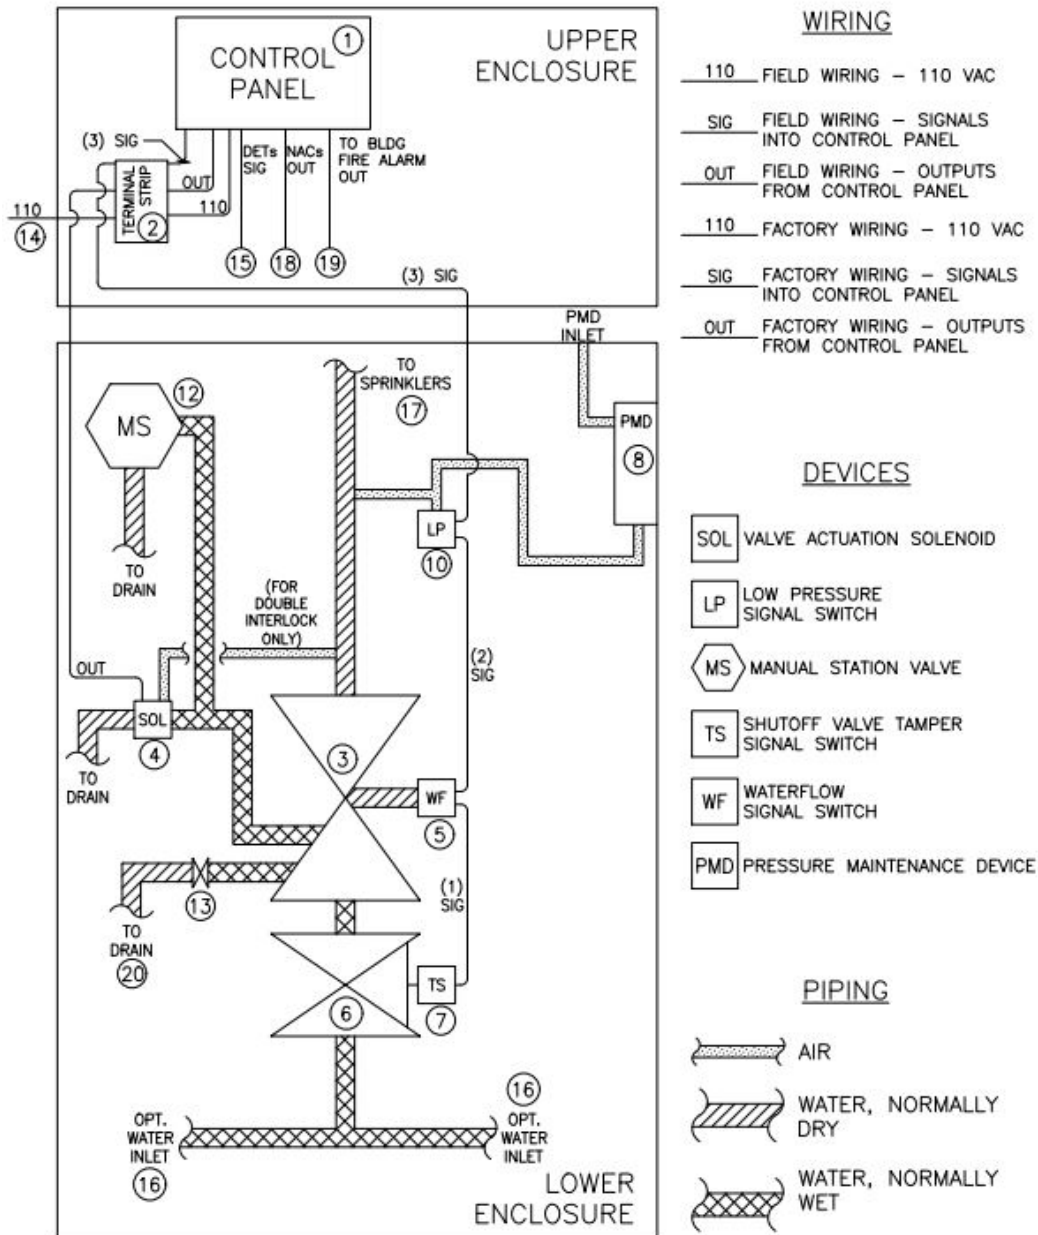 UPPER
ENCLOSURE
1
CONTROL
PANEL
(3) SIG
DETs
SIG
NACs
OUT
TO BLDG
FIRE ALARM
OUT
TERMINAL
STRIP
2
OUT
110
110
14
15
18
19
(3) SIG
PMD
INLET
TO
SPRINKLERS
17
12
MS
PMD
8
LP
10
TO
DRAIN
(FOR
DOUBLE
INTERLOCK
ONLY)
OUT
(2)
SIG
SOL
4
TO
DRAIN
3
WF
5
13
(1)
SIG
TO
DRAIN
20
TS
7
6
16
OPT.
WATER
INLET
OPT.
WATER
INLET
16
LOWER
ENCLOSURE
WIRING
110 FIELD WIRING – 110 VAC
SIG FIELD WIRING – SIGNALS
INTO CONTROL PANEL
OUT FIELD WIRING – OUTPUTS
FROM CONTROL PANEL
110 FACTORY WIRING – 110 VAC
SIG FACTORY WIRING – SIGNALS
INTO CONTROL PANEL
OUT FACTORY WIRING – OUTPUTS
FROM CONTROL PANEL
DEVICES
SOL VALVE ACTUATION SOLENOID
LP LOW PRESSURE
SIGNAL SWITCH
MS MANUAL STATION VALVE
TS SHUTOFF VALVE TAMPER
SIGNAL SWITCH
WF WATERFLOW
SIGNAL SWITCH
PMD PRESSURE MAINTENANCE DEVICE
PIPING
AIR
WATER, NORMALLY
DRY
WATER, NORMALLY
WET